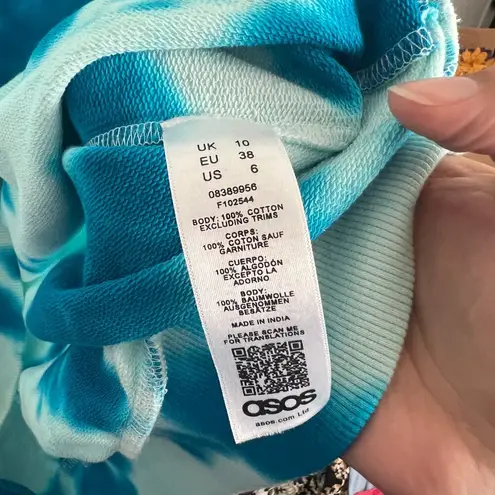 UK 10
EU 38
US 6
08389956
F102544
BODY: 100% COTTON
EXCLUDING TRIMS
CORPS:
100% COTON SAUF
GARNITURE
CUERPO:
100% ALGODÓN
EXCEPTO LA
ADORNO
BODY:
100% BAUMWOLLE
AUSGENOMMEN
BESÄTZE
MADE IN INDIA
PLEASE SCAN ME
FOR TRANSLATIONS
asos
asos.com Ltd.